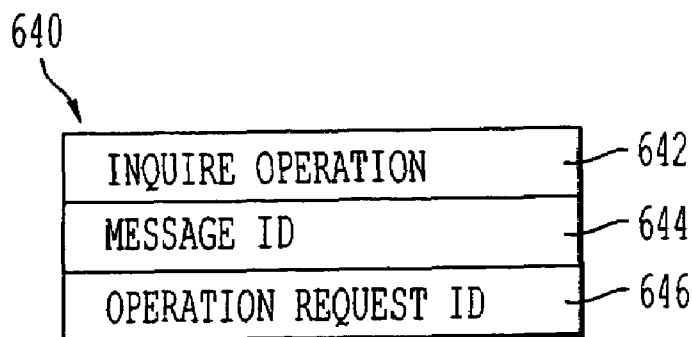 640
INQUIRE OPERATION 642
MESSAGE ID 644
OPERATION REQUEST ID 646